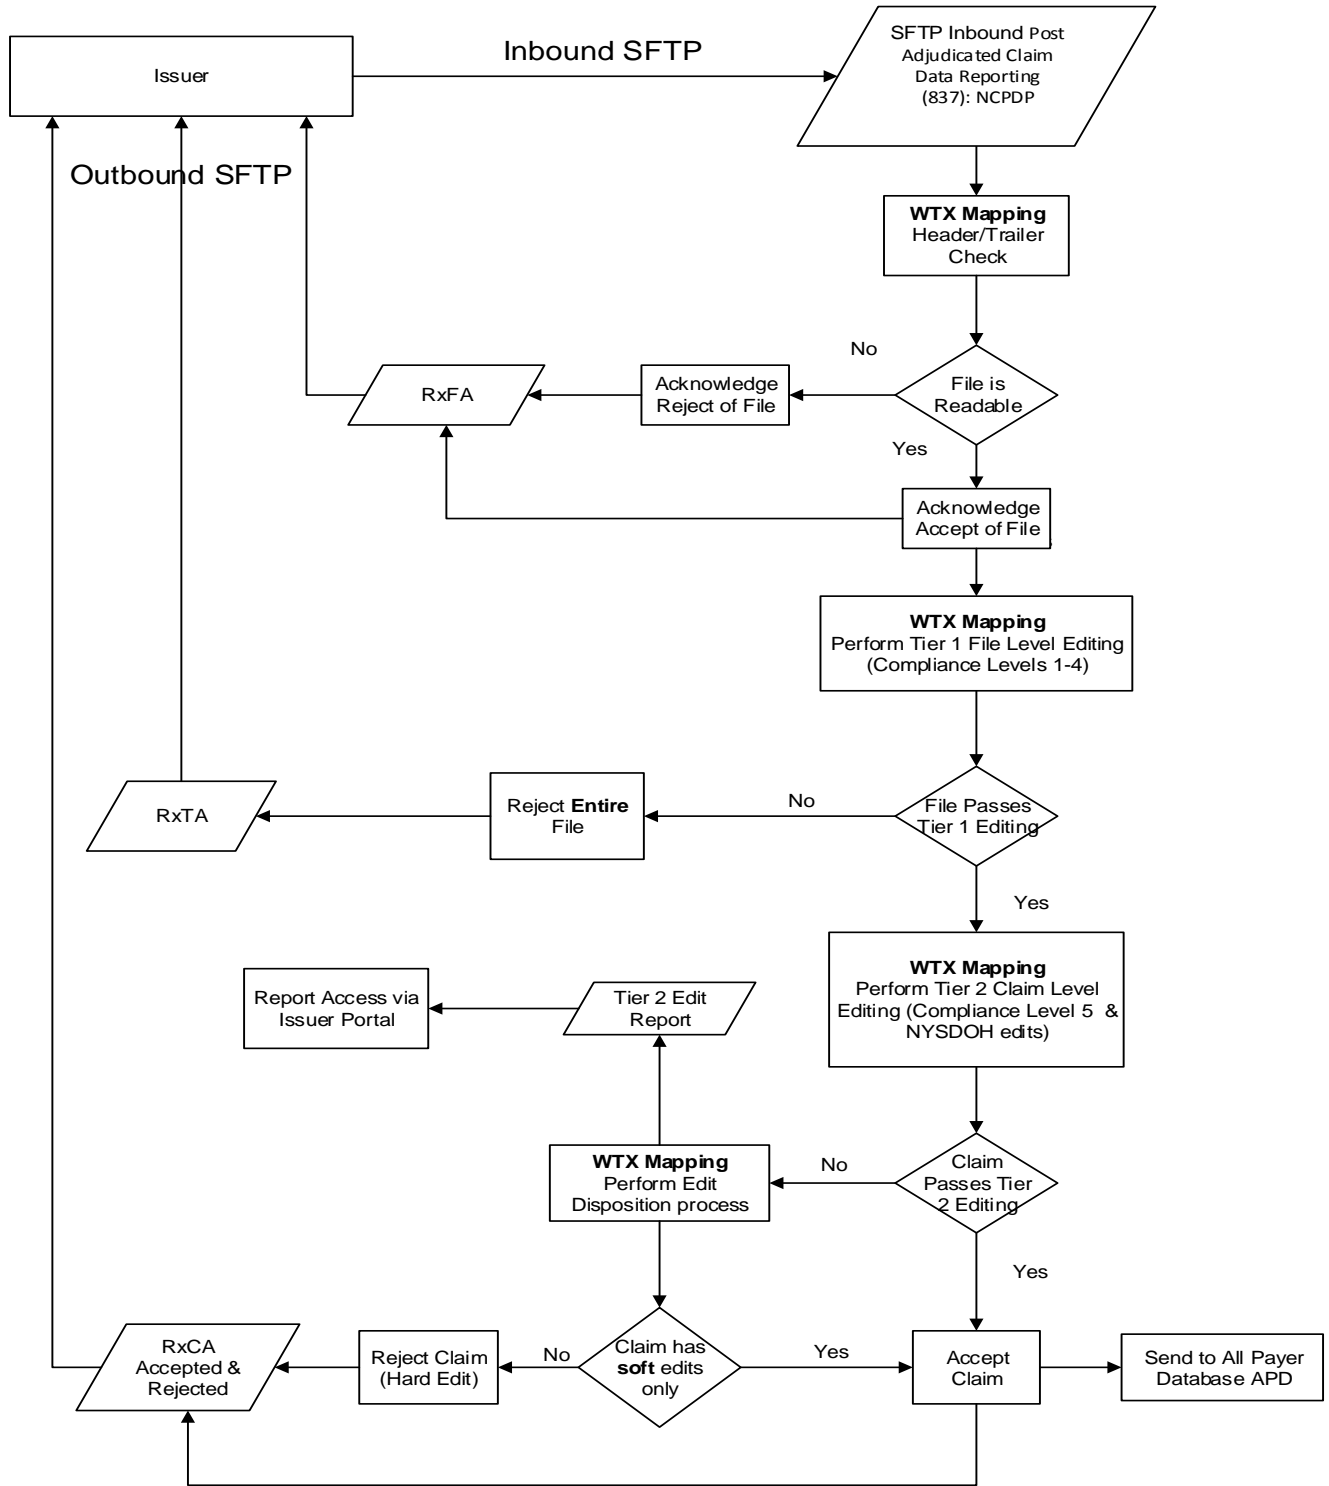 Issuer
Inbound SFTP
SFTP Inbound Post
Adjudicated Claim
Data Reporting
(837): NCPDP
Outbound SFTP
WTX Mapping
Header/Trailer
Check
No
File is
Readable
Acknowledge
Reject of File
RxFA
Yes
Acknowledge
Accept of File
WTX Mapping
Perform Tier 1 File Level Editing
(Compliance Levels 1-4)
No
File Passes
Tier 1 Editing
Reject Entire
File
RxTA
Yes
WTX Mapping
Perform Tier 2 Claim Level
Editing (Compliance Level 5 &
NYSDOH edits)
Tier 2 Edit
Report
Report Access via
Issuer Portal
Claim
Passes Tier
2 Editing
No
WTX Mapping
Perform Edit
Disposition process
Yes
Claim has
soft edits
only
No
Yes
Reject Claim
(Hard Edit)
RxCA
Accepted &
Rejected
Accept
Claim
Send to All Payer
Database APD